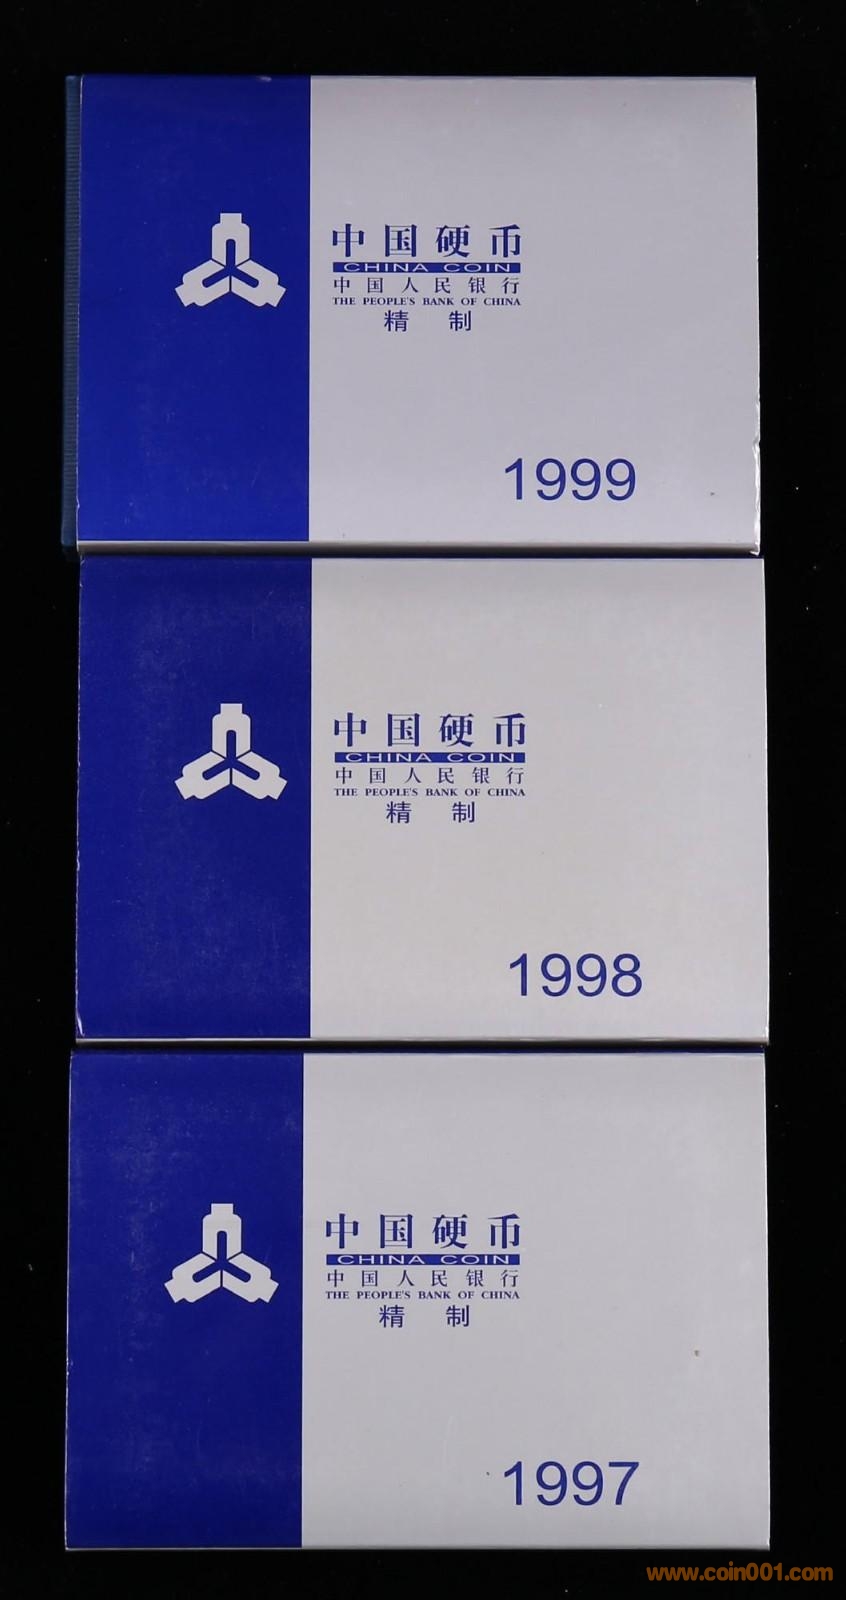 中国硬币
CHINA COIN
中国人民银行
THE PEOPLE'S BANK OF CHINA
精 制
1999
中国硬币
CHINA COIN
中国人民银行
THE PEOPLE'S BANK OF CHINA
精 制
1998
中国硬币
CHINA COIN
中国人民银行
THE PEOPLE'S BANK OF CHINA
精 制
1997
www.coin001.com